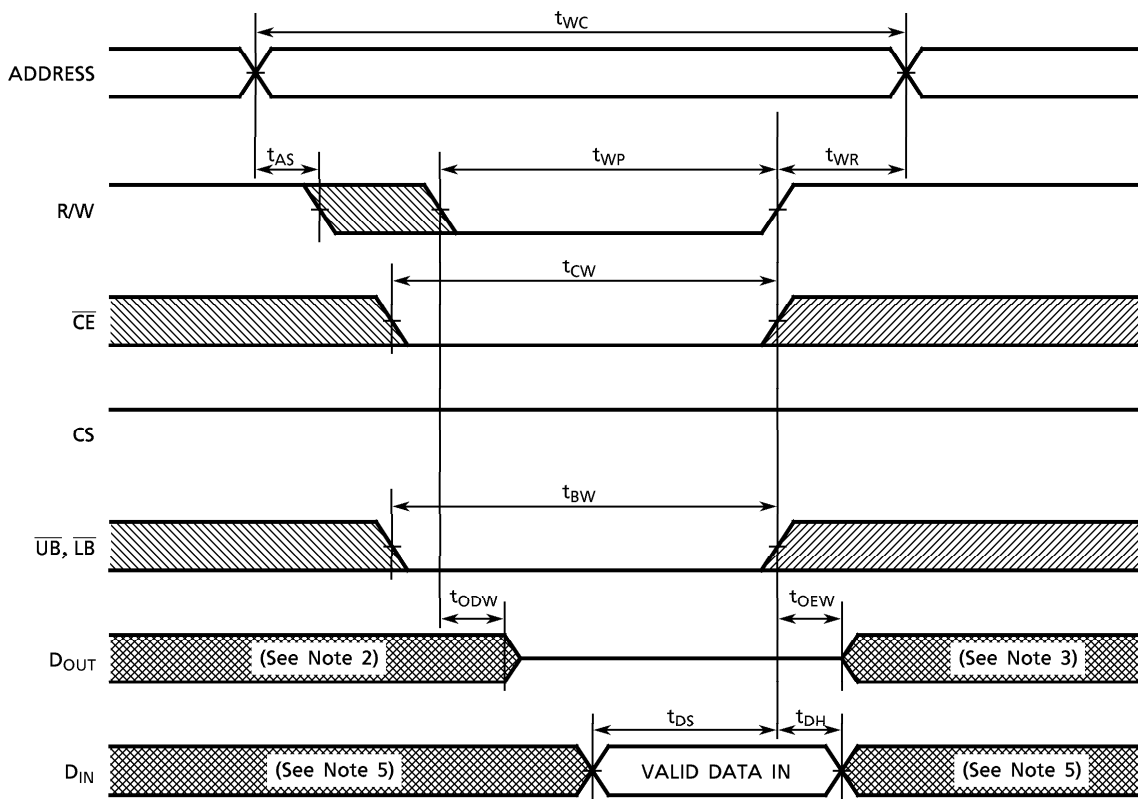 tWC
ADDRESS
tAS
tWP
tWR
R/W
tCW
CE
CS
tBW
UB, LB
tODW
tOEW
DOUT
(See Note 2)
(See Note 3)
tDS
tDH
DIN
(See Note 5)
VALID DATA IN
(See Note 5)